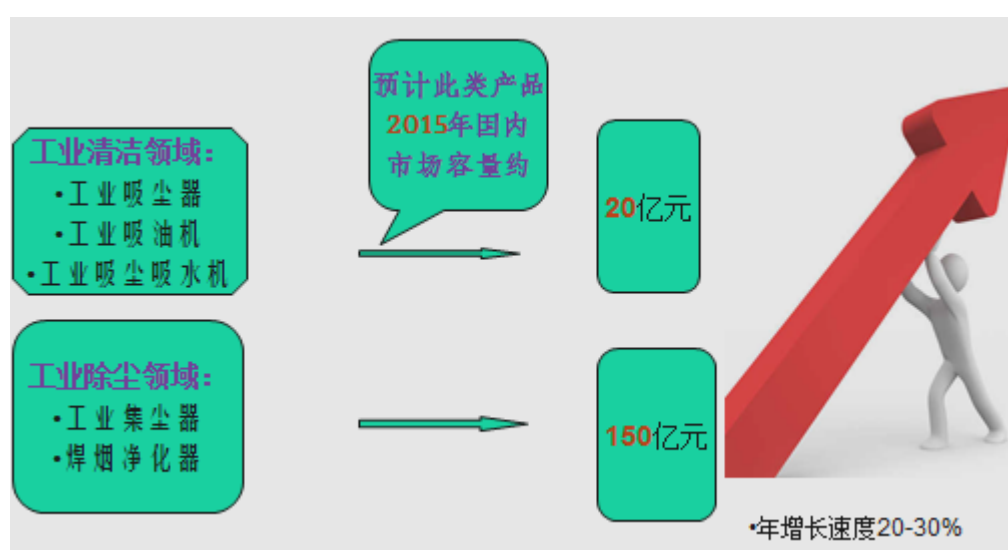 预计此类产品
2015年国内
市场容量约
工业清洁领域：
•工业吸尘器
•工业吸油机
•工业吸尘吸水机
20亿元
工业除尘领域：
•工业集尘器
•焊烟净化器
150亿元
•年增长速度20-30%